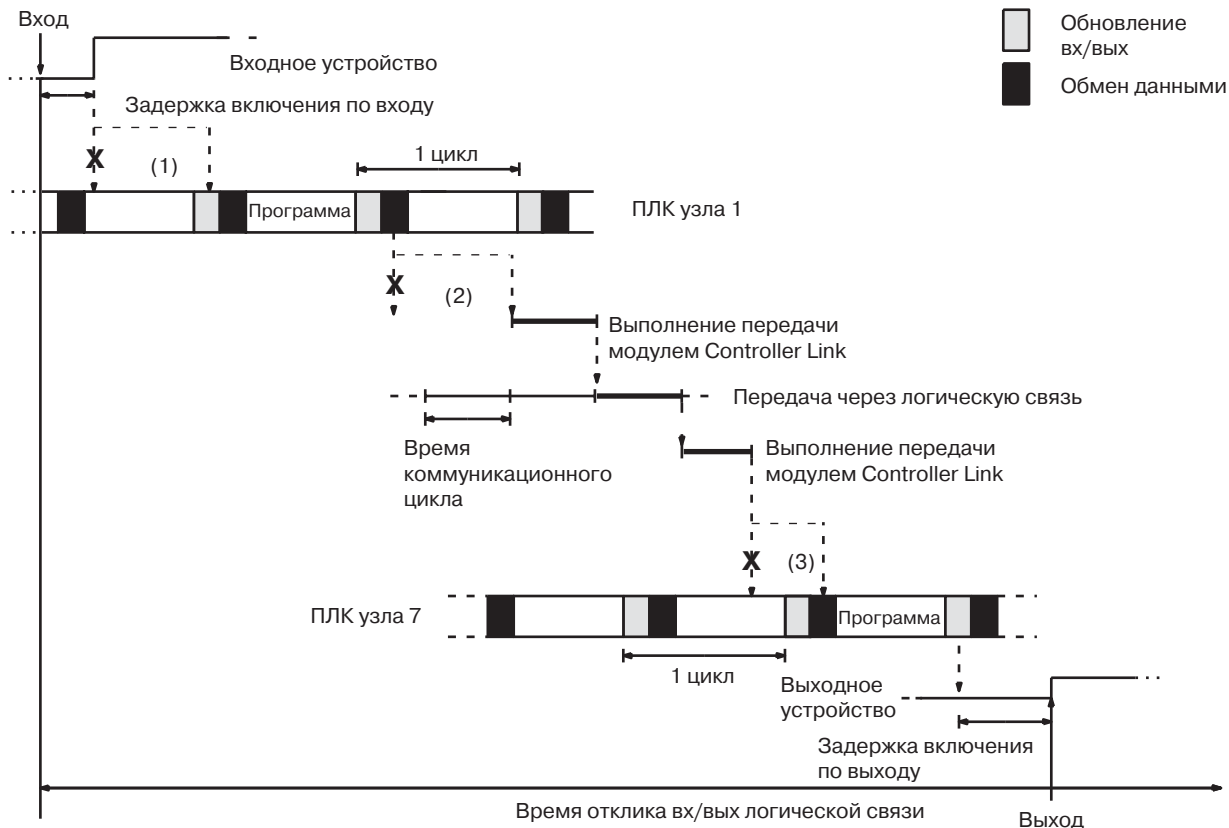 Вход
Обновление
вх/вых
Обмен данными
Входное устройство
Задержка включения по входу
X
(1)
1 цикл
Программа
ПЛК узла 1
X
(2)
Выполнение передачи
модулем Controller Link
Передача через логическую связь
Время
коммуникационного
цикла
Выполнение передачи
модулем Controller Link
X
(3)
ПЛК узла 7
Программа
1 цикл
Выходное
устройство
Задержка включения
по выходу
Время отклика вх/вых логической связи
Выход